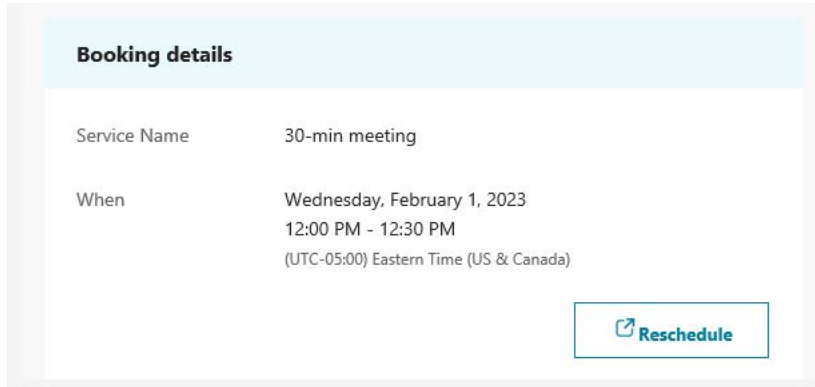 Booking details
Service Name 30-min meeting
When Wednesday, February 1, 2023
12:00 PM - 12:30 PM
(UTC-05:00) Eastern Time (US & Canada)
Reschedule